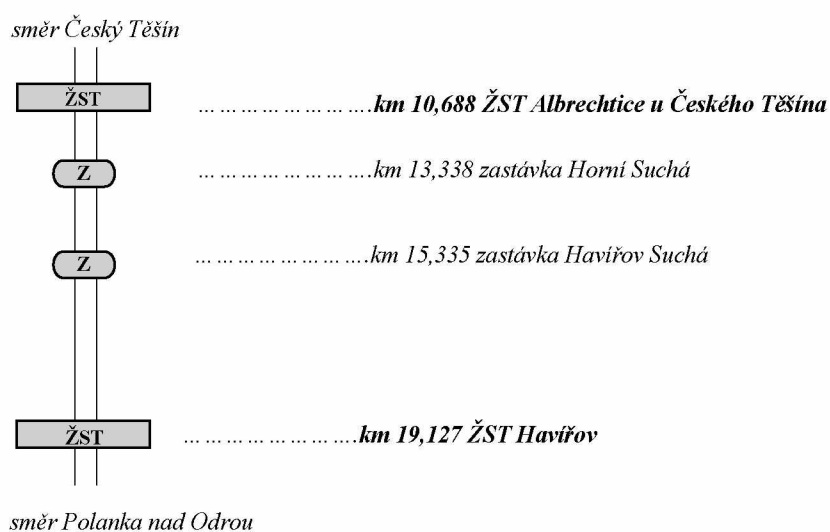 směr Český Těšín
ŽST ... ... ... ... ... ... ... ....km 10,688 ŽST Albrechtice u Českého Těšína
Z ... ... ... ... ... ... ... ....km 13,338 zastávka Horní Suchá
Z ... ... ... ... ... ... ... ....km 15,335 zastávka Havířov Suchá
ŽST ... ... ... ... ... ... ... ....km 19,127 ŽST Havířov
směr Polanka nad Odrou